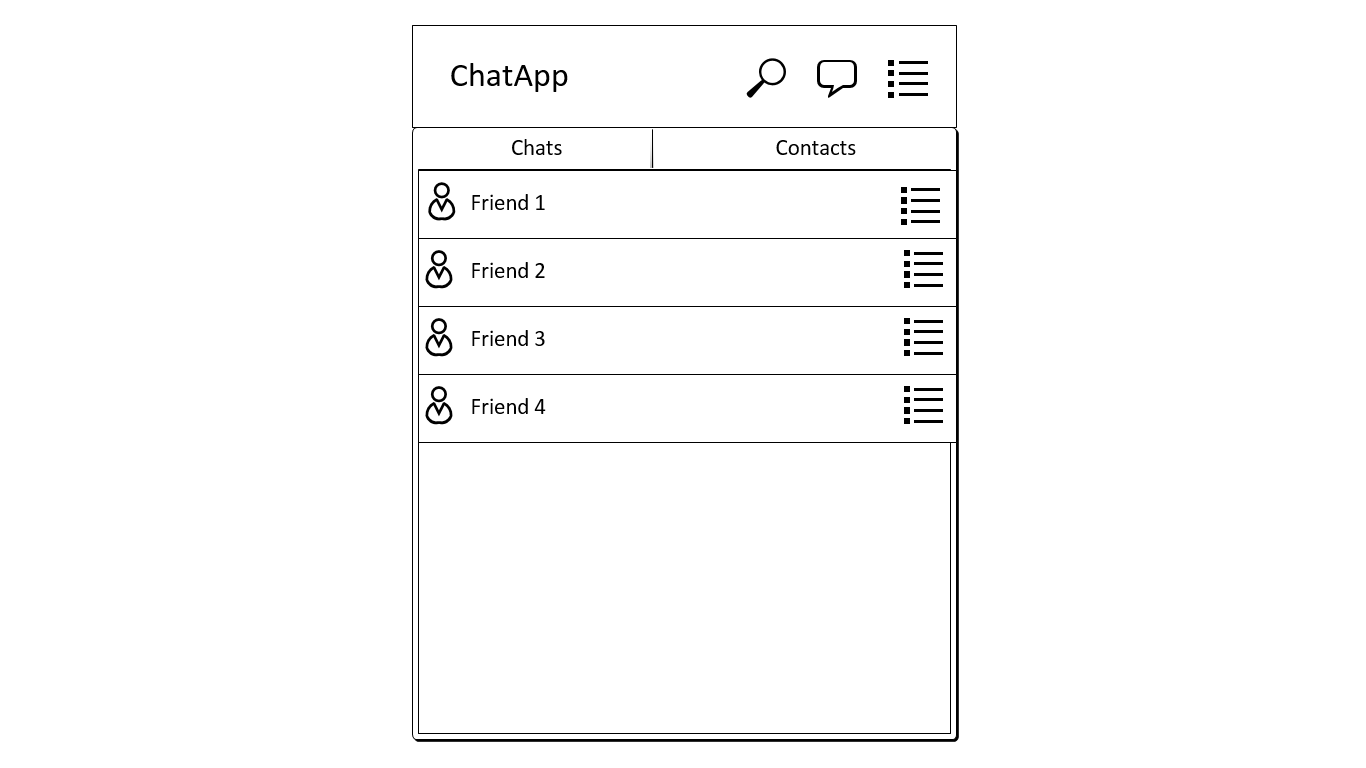 ChatApp
Chats
Contacts
Friend 1
Friend 2
Friend 3
Friend 4